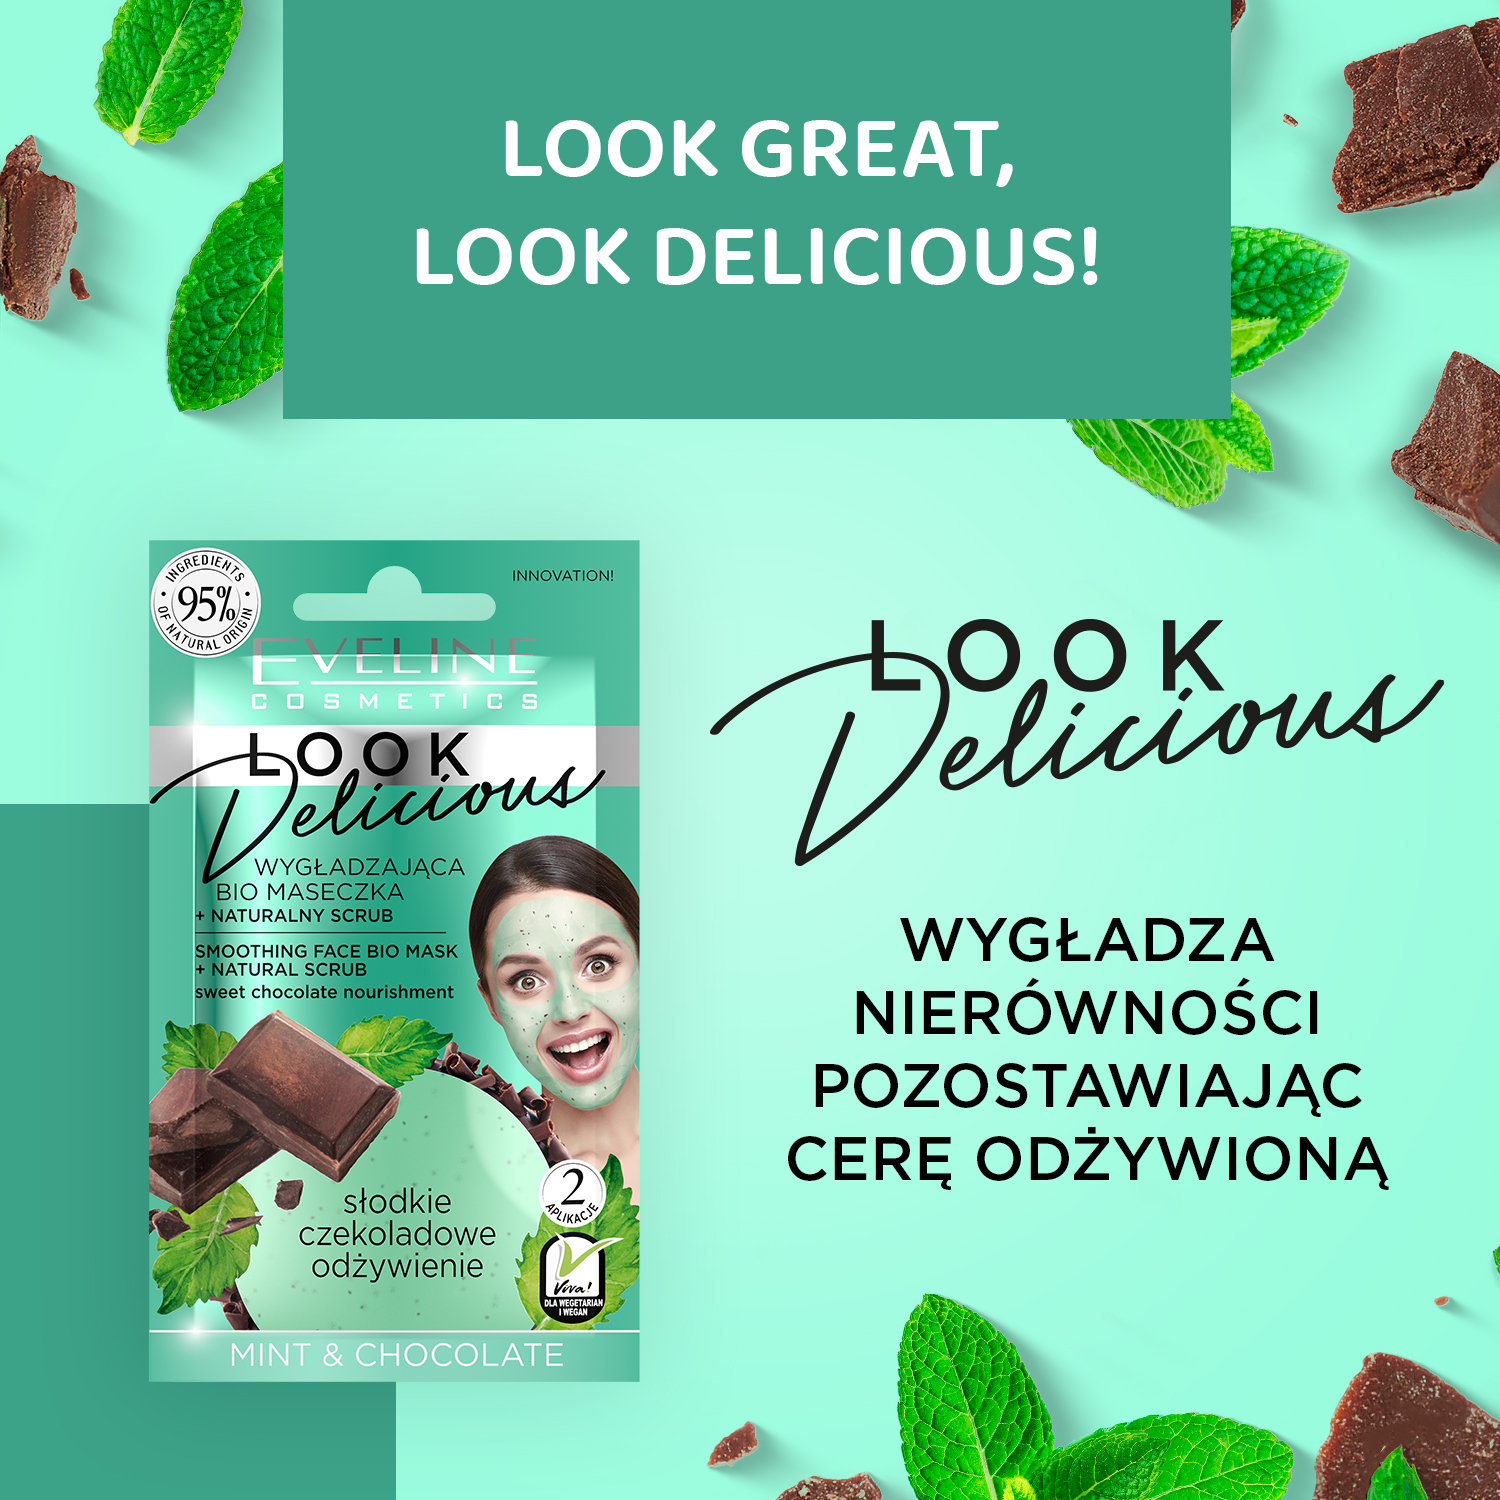 LOOK GREAT,
LOOK DELICIOUS!
INGREDIENTS
95%
OF NATURAL ORIGIN
INNOVATION!
EVELINE
COSMETICS
LOOK
Delicious
WYGŁADZAJĄCA
BIO MASECZKA
+ NATURALNY SCRUB
SMOOTHING FACE BIO MASK
+ NATURAL SCRUB
sweet chocolate nourishment
słodkie
czekoladowe
odżywienie
2
APLIKACJE
Viva!
DLA WEGETARIAN
I WEGAN
MINT & CHOCOLATE
LOOK
Delicious
WYGŁADZA
NIERÓWNOŚCI
POZOSTAWIAJĄC
CERĘ ODŻYWIONĄ